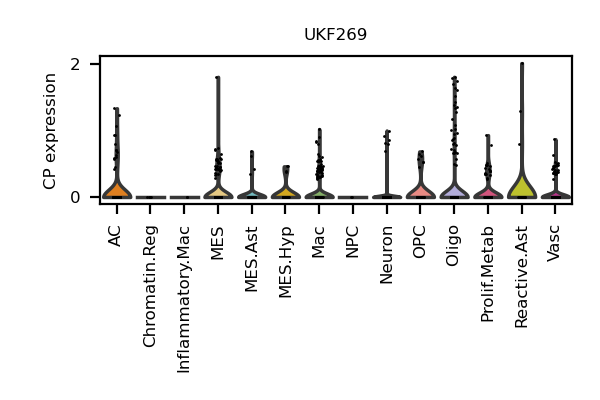 UKF269
CP expression
2
0
AC
Chromatin.Reg
Inflammatory.Mac
MES
MES.Ast
MES.Hyp
Mac
NPC
Neuron
OPC
Oligo
Prolif.Metab
Reactive.Ast
Vasc